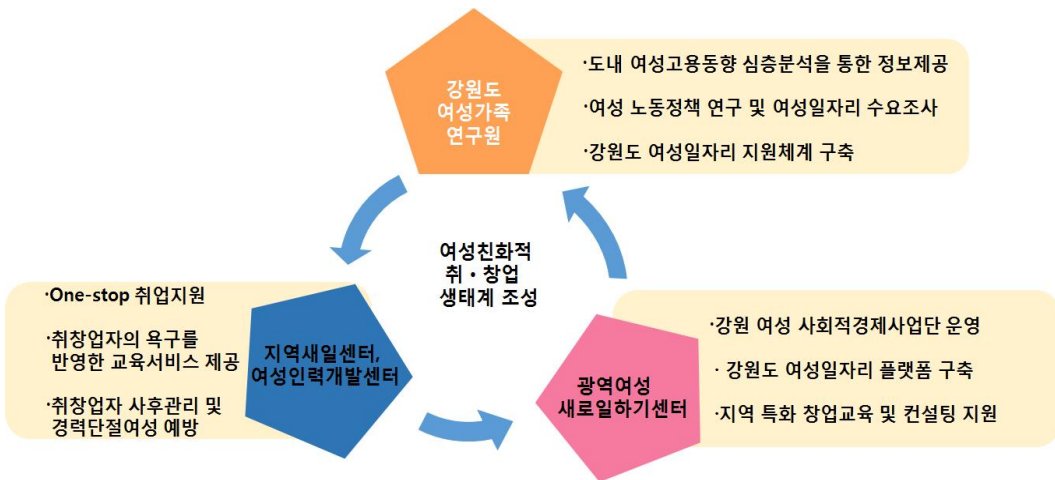 강원도
여성가족
연구원
·도내 여성고용동향 심층분석을 통한 정보제공
·여성 노동정책 연구 및 여성일자리 수요조사
·강원도 여성일자리 지원체계 구축
여성친화적
취·창업
생태계 조성
·One-stop 취업지원
·취창업자의 욕구를
반영한 교육서비스 제공
·취창업자 사후관리 및
경력단절여성 예방
지역새일센터,
여성인력개발센터
광역여성
새로일하기센터
·강원 여성 사회적경제사업단 운영
· 강원도 여성일자리 플랫폼 구축
·지역 특화 창업교육 및 컨설팅 지원